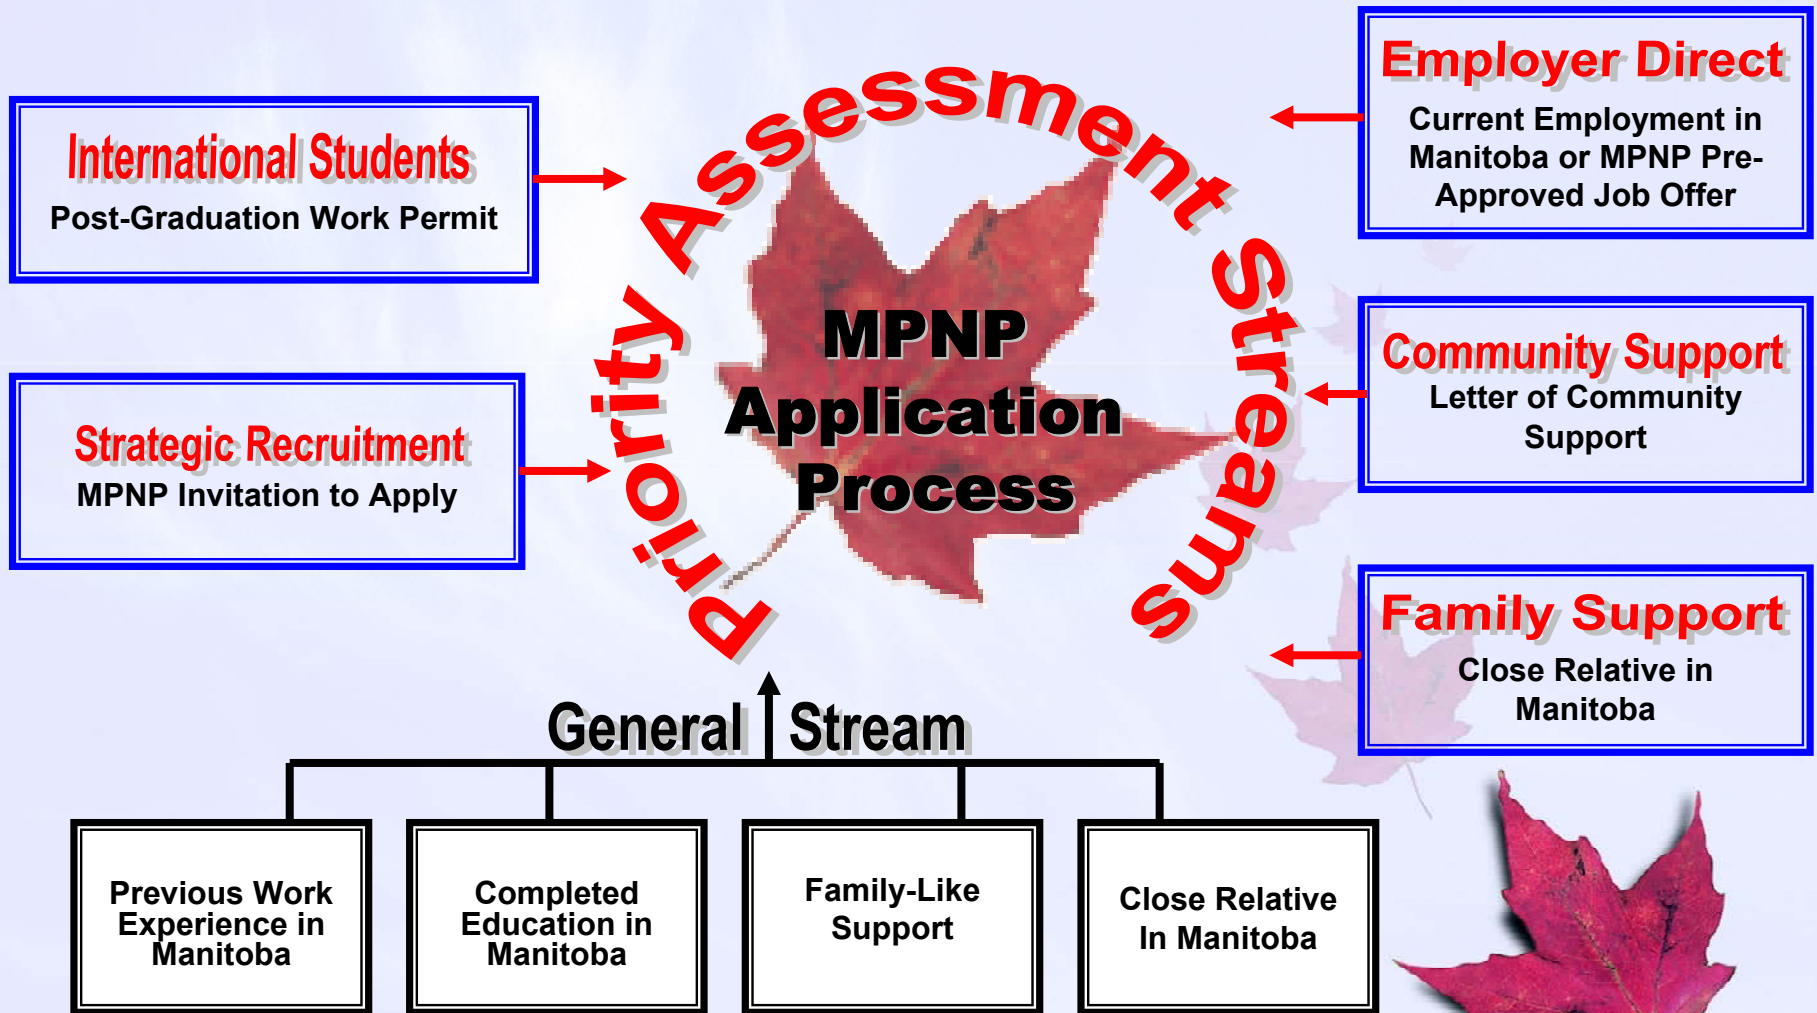 Priority Assessment Streams
MPNP
Application
Process
International Students
Post-Graduation Work Permit
Strategic Recruitment
MPNP Invitation to Apply
Employer Direct
Current Employment in
Manitoba or MPNP Pre-
Approved Job Offer
Community Support
Letter of Community
Support
Family Support
Close Relative in
Manitoba
General Stream
Previous Work
Experience in
Manitoba
Completed
Education in
Manitoba
Family-Like
Support
Close Relative
In Manitoba